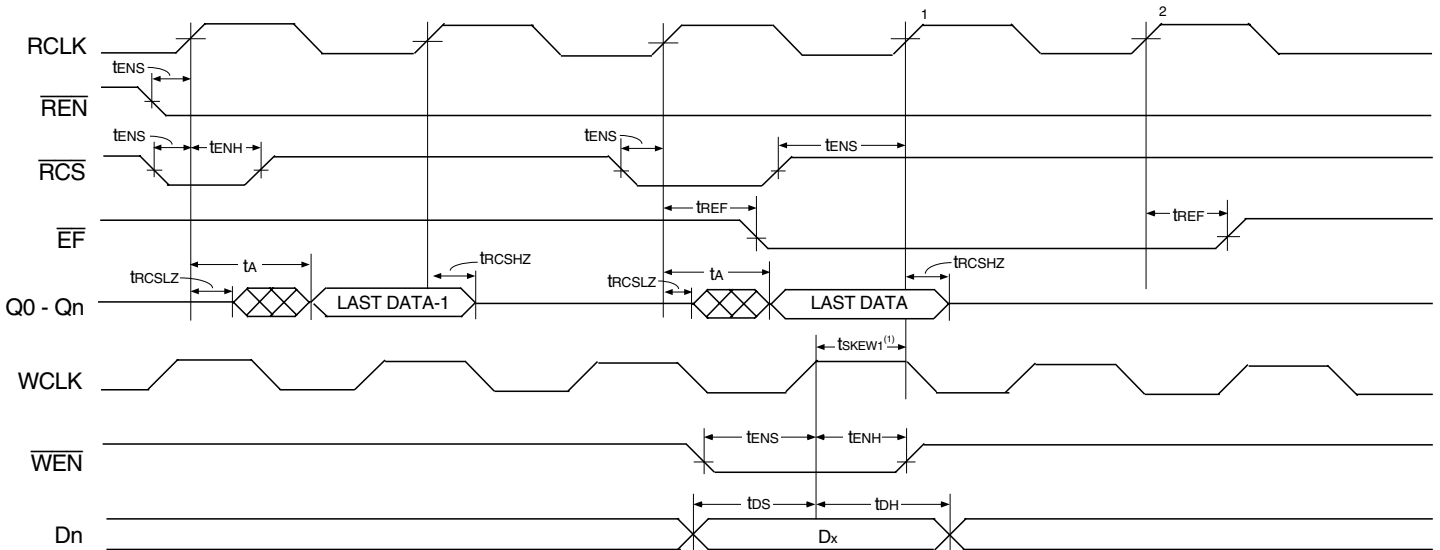 1 2
RCLK
tENS
REN
tENS tENH tENS tENS
RCS
tREF tREF
EF
tA tRCSHZ tA tRCSHZ
tRCSLZ tRCSLZ
Q0 - Qn LAST DATA-1 LAST DATA
tSKEW1(1)
WCLK
tENS tENH
WEN
tDS tDH
Dn Dx